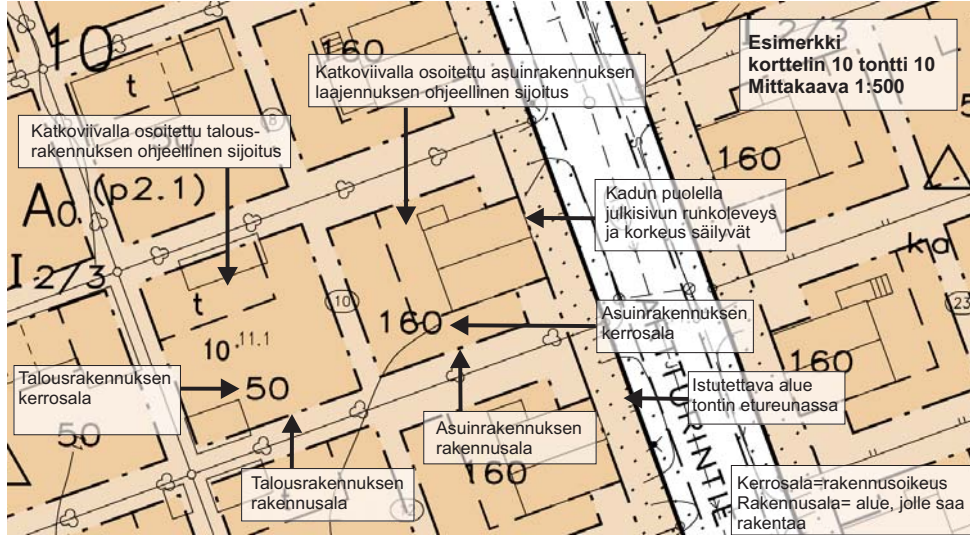 Esimerkki
korttelin 10 tontti 10
Mittakaava 1:500
10
t
160
Katkoviivalla osoitettu asuinrakennuksen
laajennuksen ohjeellinen sijoitus
Katkoviivalla osoitettu talous-
rakennuksen ohjeellinen sijoitus
8
160
A0 (p2.1)
Kadun puolella
julkisivun runkoleveys
ja korkeus säilyvät
ka
I 2/3
t
10
160
23
10 11.1
Asuinrakennuksen
kerrosala
160
Talousrakennuksen
kerrosala
50
Istutettava alue
tontin etureunassa
50
Asuinrakennuksen
rakennusala
160
Talousrakennuksen
rakennusala
Kerrosala=rakennusoikeus
Rakennusala= alue, jolle saa
rakentaa